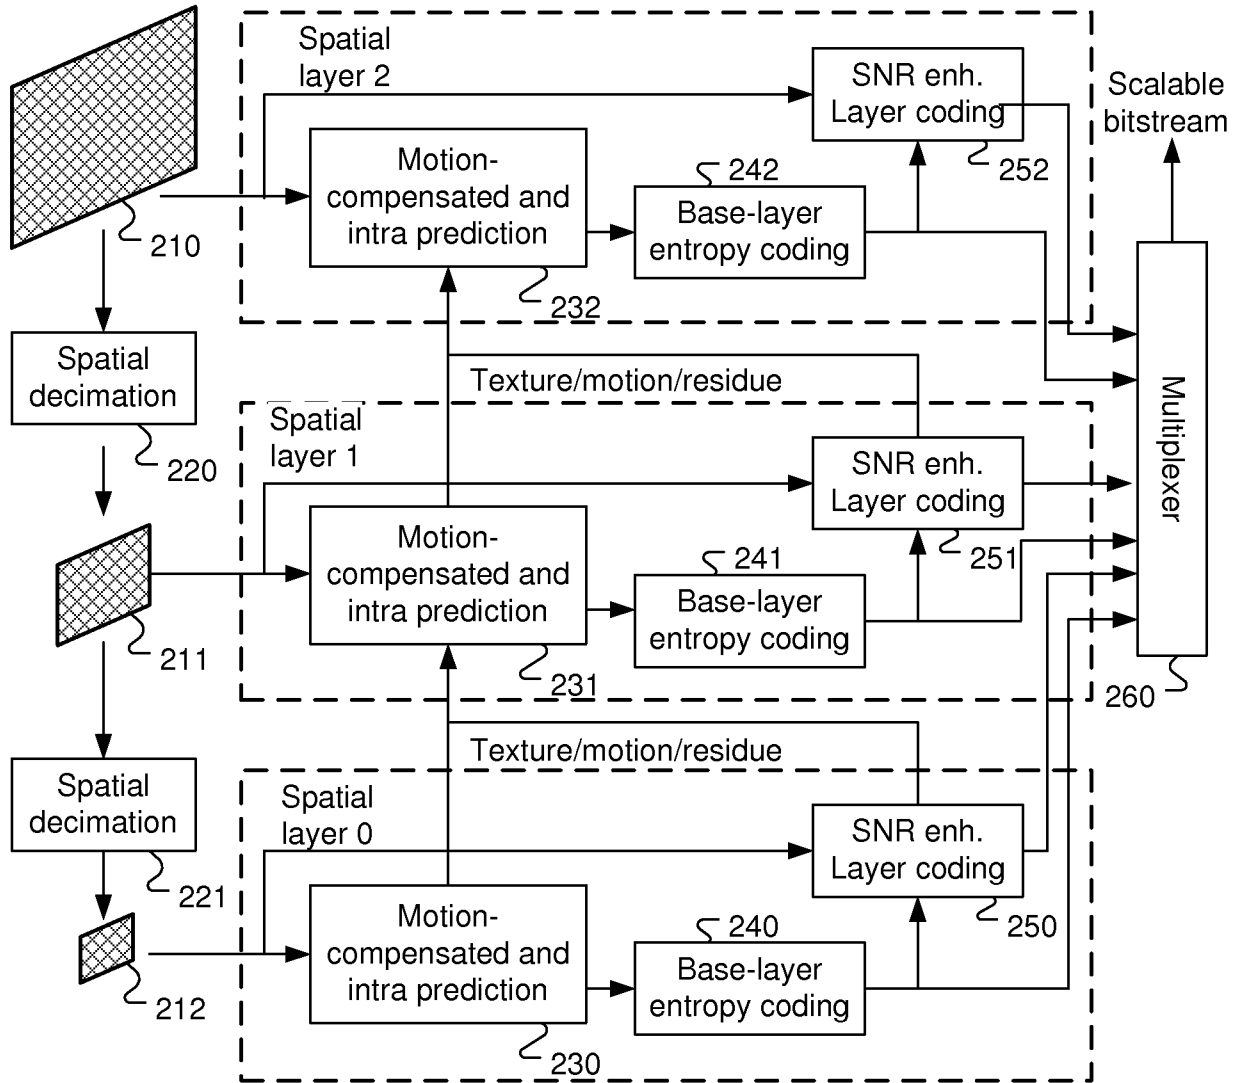 Spatial
layer 2
SNR enh.
Layer coding
252
Scalable
bitstream
Motion-
compensated and
intra prediction
232
242
Base-layer
entropy coding
210
Spatial
decimation
220
Texture/motion/residue
Spatial
layer 1
SNR enh.
Layer coding
251
Motion-
compensated and
intra prediction
231
241
Base-layer
entropy coding
211
Multiplexer
260
Texture/motion/residue
Spatial
decimation
221
Spatial
layer 0
SNR enh.
Layer coding
250
Motion-
compensated and
intra prediction
230
240
Base-layer
entropy coding
212